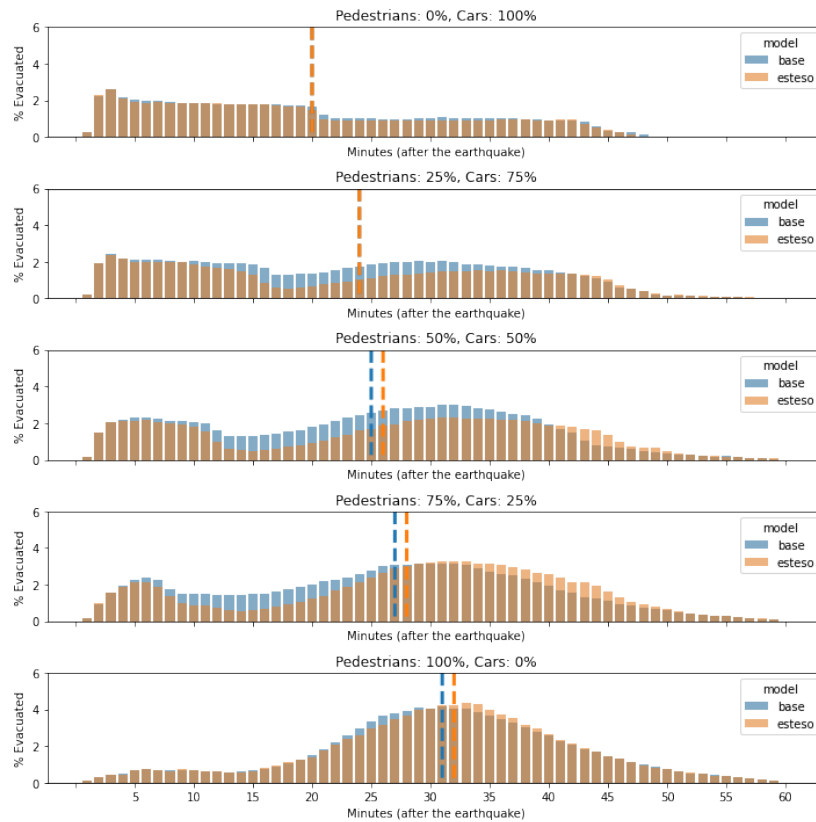 Pedestrians: 0%, Cars: 100%
6
4
2
0
% Evacuated
model
base
esteso
Minutes (after the earthquake)
Pedestrians: 25%, Cars: 75%
6
4
2
0
% Evacuated
model
base
esteso
Minutes (after the earthquake)
Pedestrians: 50%, Cars: 50%
6
4
2
0
% Evacuated
model
base
esteso
Minutes (after the earthquake)
Pedestrians: 75%, Cars: 25%
6
4
2
0
% Evacuated
model
base
esteso
Minutes (after the earthquake)
Pedestrians: 100%, Cars: 0%
6
4
2
0
% Evacuated
model
base
esteso
5 10 15 20 25 30 35 40 45 50 55 60
Minutes (after the earthquake)